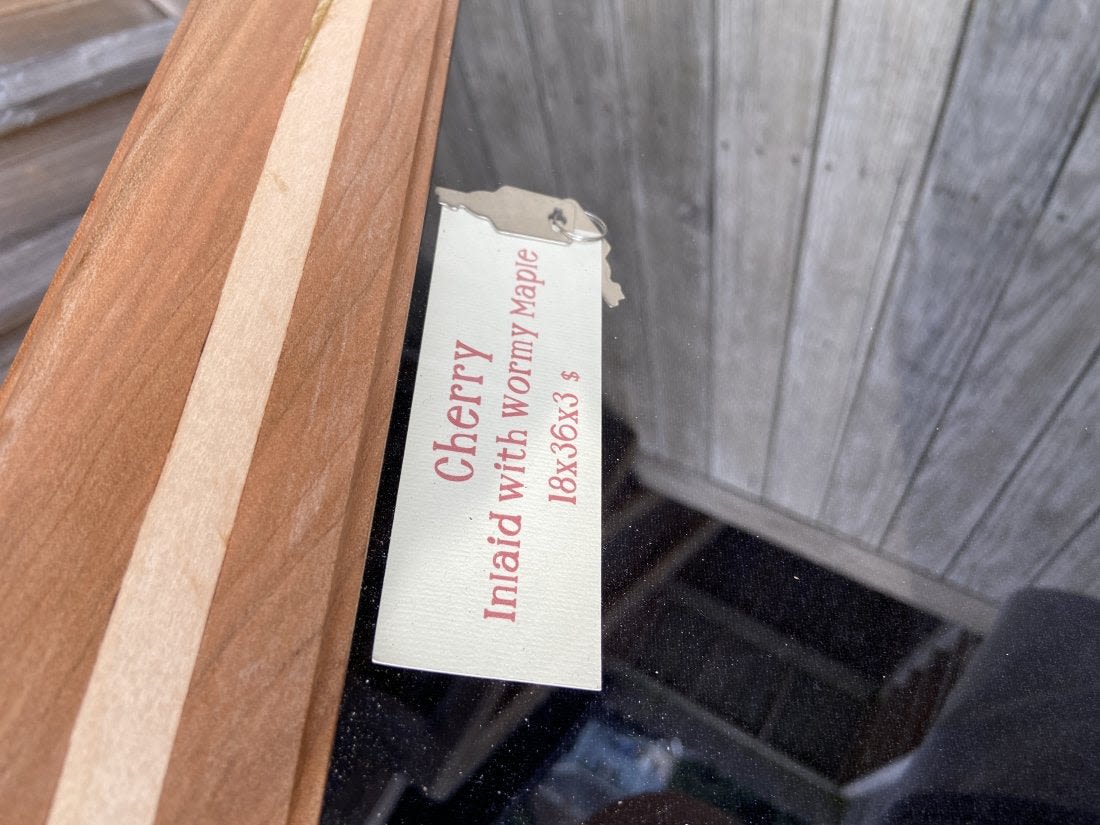 Cherry
Inlaid with Wormy Maple
18x36x3 $